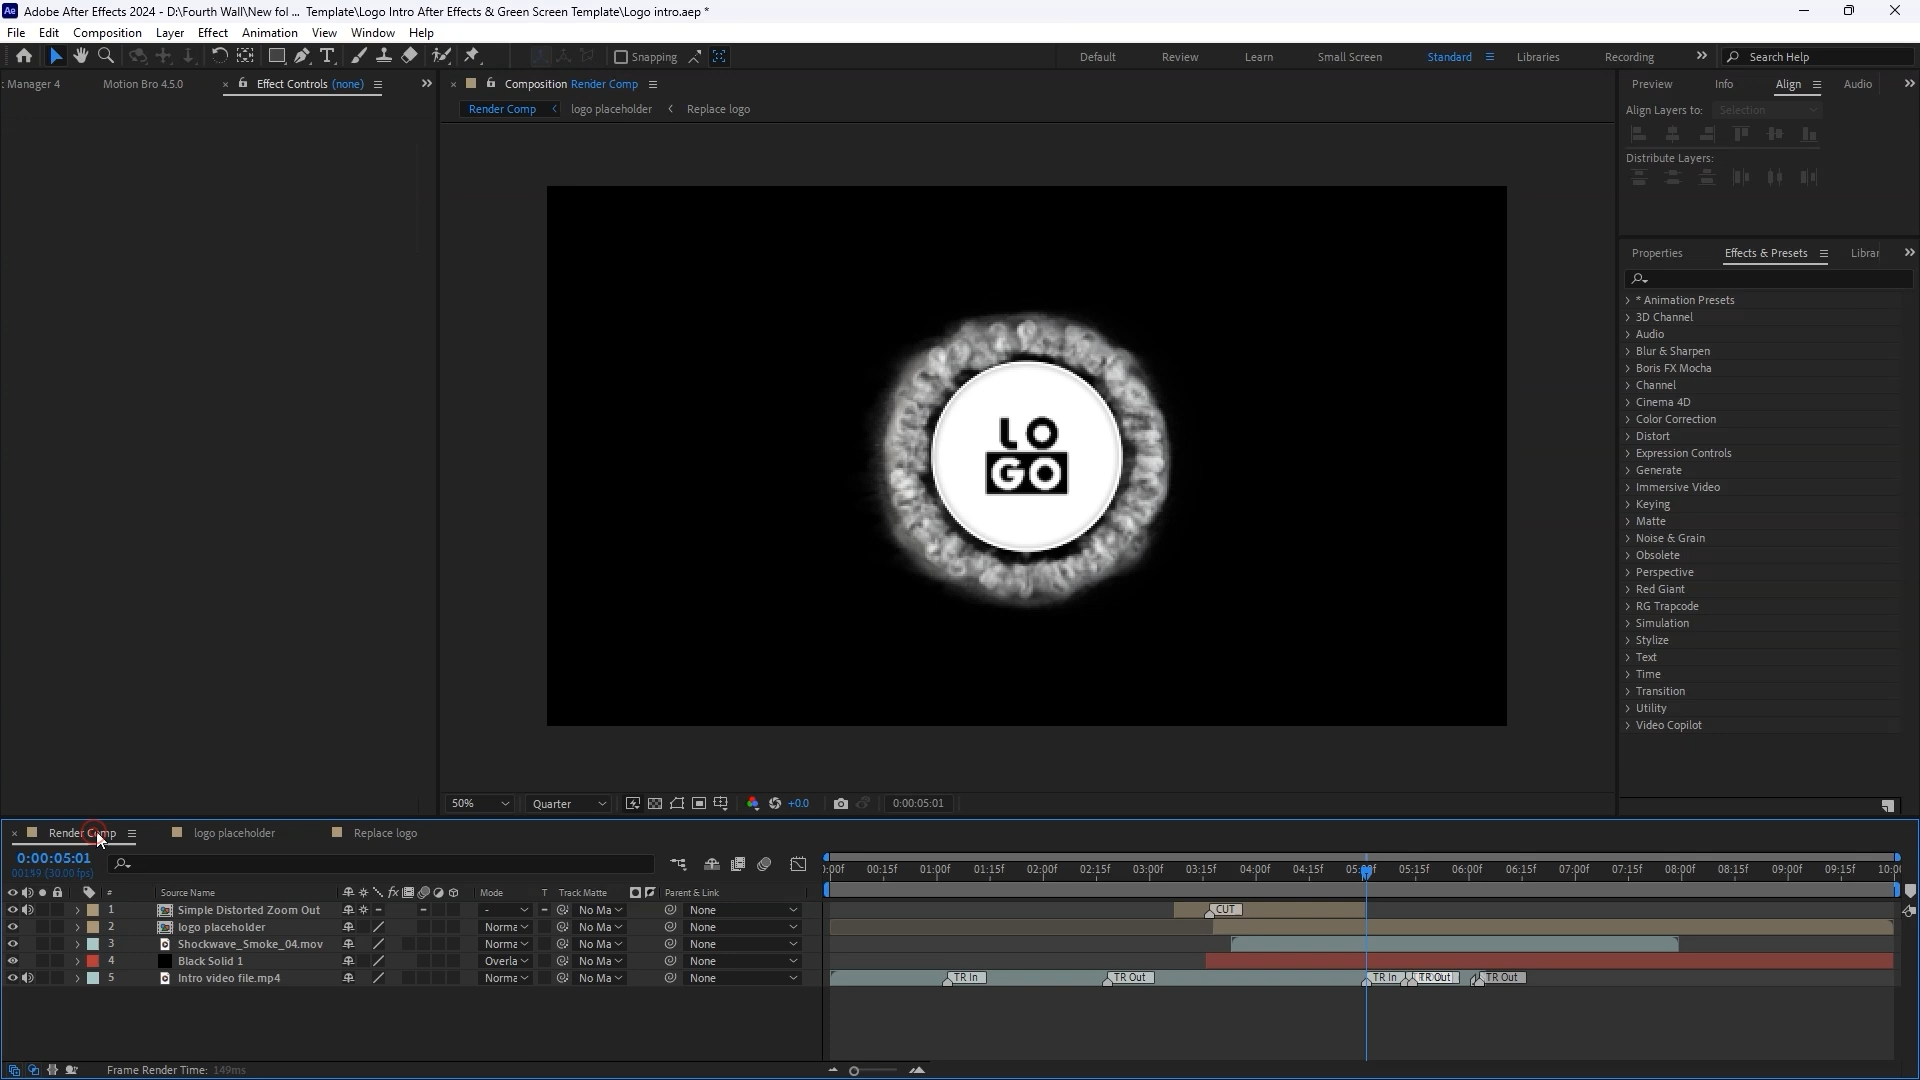 Ae Adobe After Effects 2024 - D:\Fourth Wall\New fol ... Template\Logo Intro After Effects & Green Screen Template\Logo intro.aep *
File Edit Composition Layer Effect Animation View Window Help
Snapping Default Review Learn Small Screen Standard Libraries Recording Search Help
: Manager 4 Motion Bro 4.5.0 Effect Controls (none) Composition Render Comp Preview Info Align Audio
Render Comp logo placeholder Replace logo
Align Layers to: Selection
Distribute Layers:
Properties Effects & Presets Librar
* Animation Presets
3D Channel
Audio
Blur & Sharpen
Boris FX Mocha
Channel
Cinema 4D
Color Correction
Distort
Expression Controls
Generate
Immersive Video
Keying
Matte
Noise & Grain
Obsolete
Perspective
Red Giant
RG Trapcode
Simulation
Stylize
Text
Time
Transition
Utility
Video Copilot
LO
GO
50% Quarter +0.0 0:00:05:01
Render Comp logo placeholder Replace logo
0:00:05:01
(30.00 fps)
:00f 00:15f 01:00f 01:15f 02:00f 02:15f 03:00f 03:15f 04:00f 04:15f 05:15f 06:00f 06:15f 07:00f 07:15f 08:00f 08:15f 09:00f 09:15f 10:00
# Source Name Mode T Track Matte Parent & Link
1 Simple Distorted Zoom Out - No Ma None CUT
2 logo placeholder Norma No Ma None
3 Shockwave_Smoke_04.mov Norma No Ma None
4 Black Solid 1 Overla No Ma None
5 Intro video file.mp4 Norma No Ma None TR In TR Out TR In TR Out TR Out
Frame Render Time: 149ms